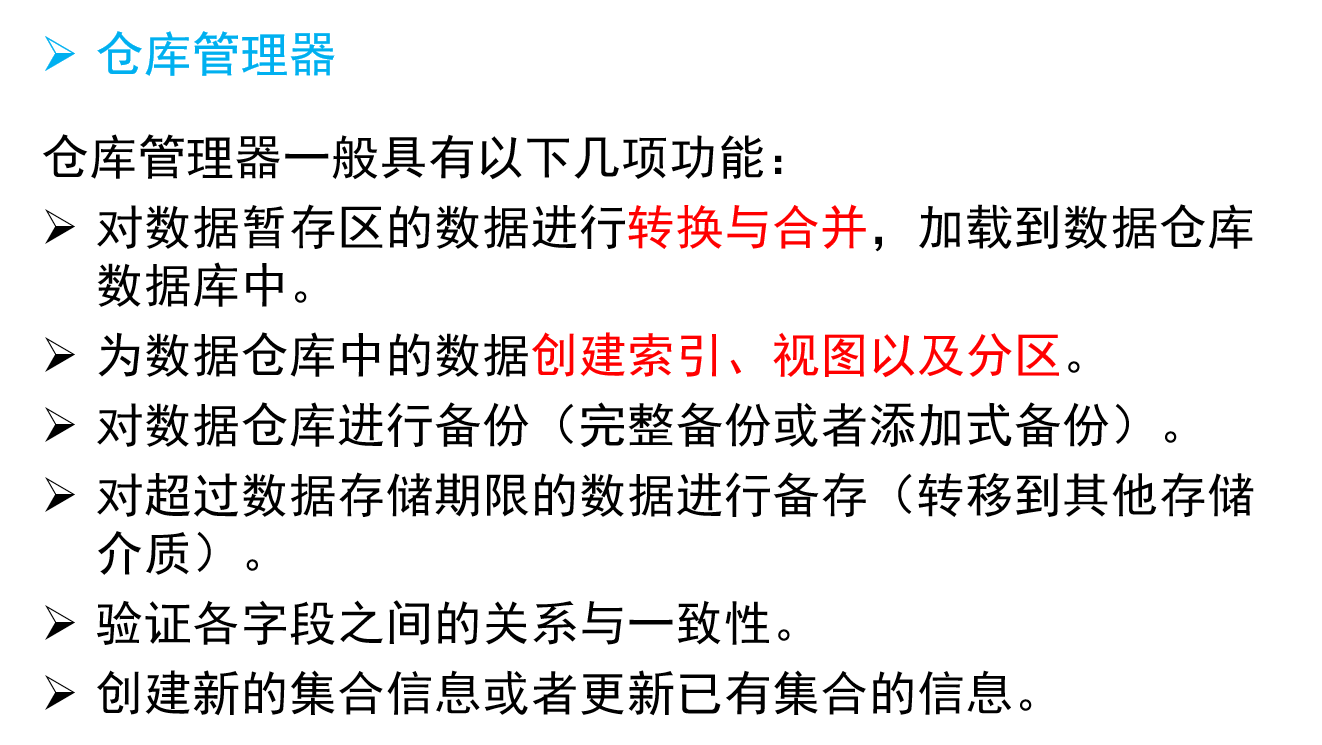 ➢ 仓库管理器
仓库管理器一般具有以下几项功能：
➢ 对数据暂存区的数据进行转换与合并，加载到数据仓库
数据库中。
➢ 为数据仓库中的数据创建索引、视图以及分区。
➢ 对数据仓库进行备份（完整备份或者添加式备份）。
➢ 对超过数据存储期限的数据进行备存（转移到其他存储
介质）。
➢ 验证各字段之间的关系与一致性。
➢ 创建新的集合信息或者更新已有集合的信息。